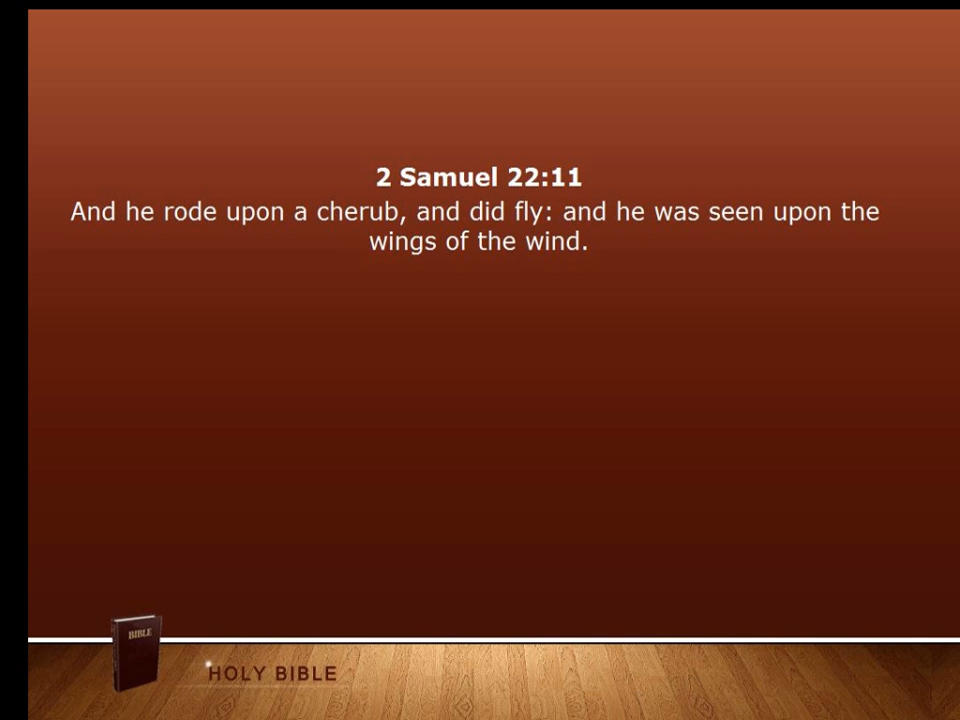 2 Samuel 22:11
And he rode upon a cherub, and did fly: and he was seen upon the
wings of the wind.
BIBLE
HOLY BIBLE